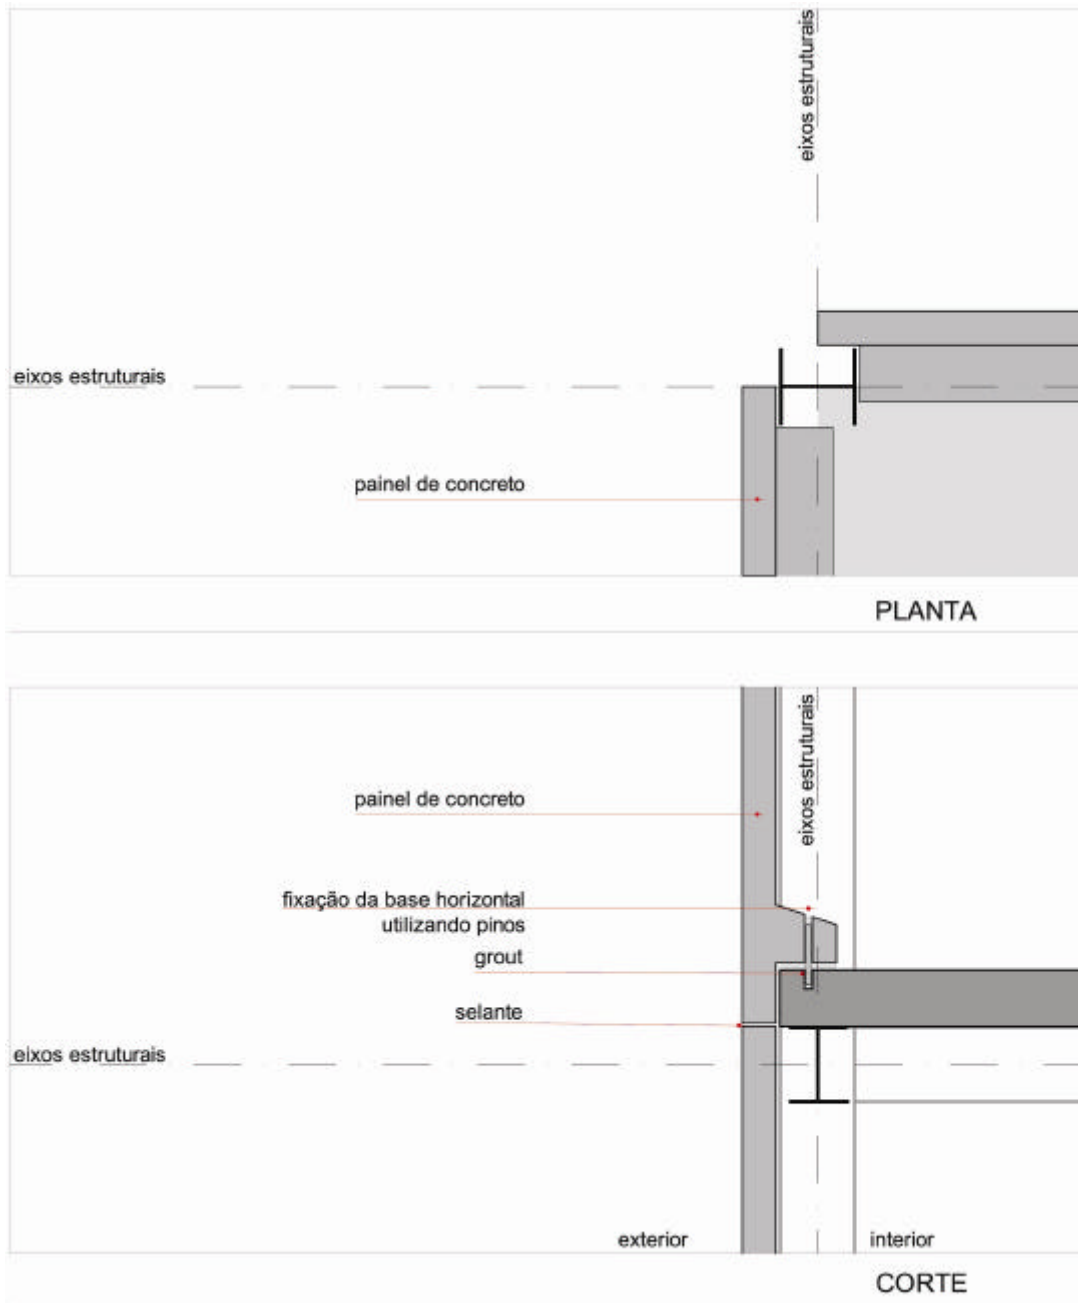 eixos estruturais
eixos estruturais
painel de concreto
PLANTA
eixos estruturais
painel de concreto
fixação da base horizontal
utilizando pinos
grout
selante
eixos estruturais
exterior
interior
CORTE